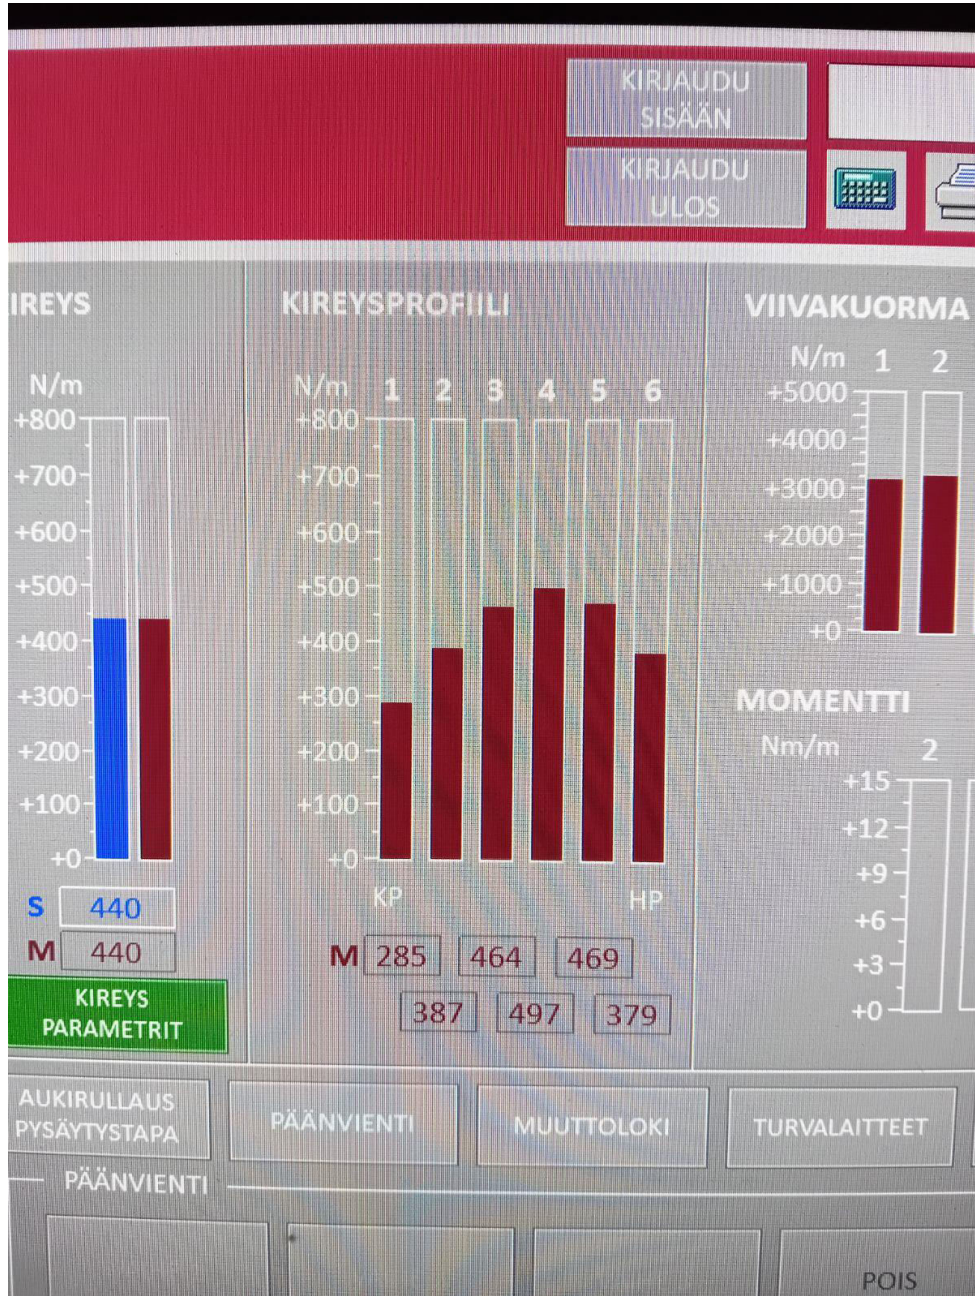 KIRJAUDU
SISÄÄN
KIRJAUDU
ULOS
IREYS
N/m
+800
+700
+600
+500
+400
+300
+200
+100
+0
S 440
M 440
KIREYS
PARAMETRIT
KIREYSPROFIILI
N/m 1 2 3 4 5 6
+800
+700
+600
+500
+400
+300
+200
+100
+0
KP HP
M 285 464 469
387 497 379
VIIVAKUORMA
N/m 1 2
+5000
+4000
+3000
+2000
+1000
+0
MOMENTTI
Nm/m 2
+15
+12
+9
+6
+3
+0
AUKIRULLAUS
PYSÄYTYSTAPA
PÄÄNVIENTI
MUUTTOLOKI
TURVALAITTEET
PÄÄNVIENTI
POIS